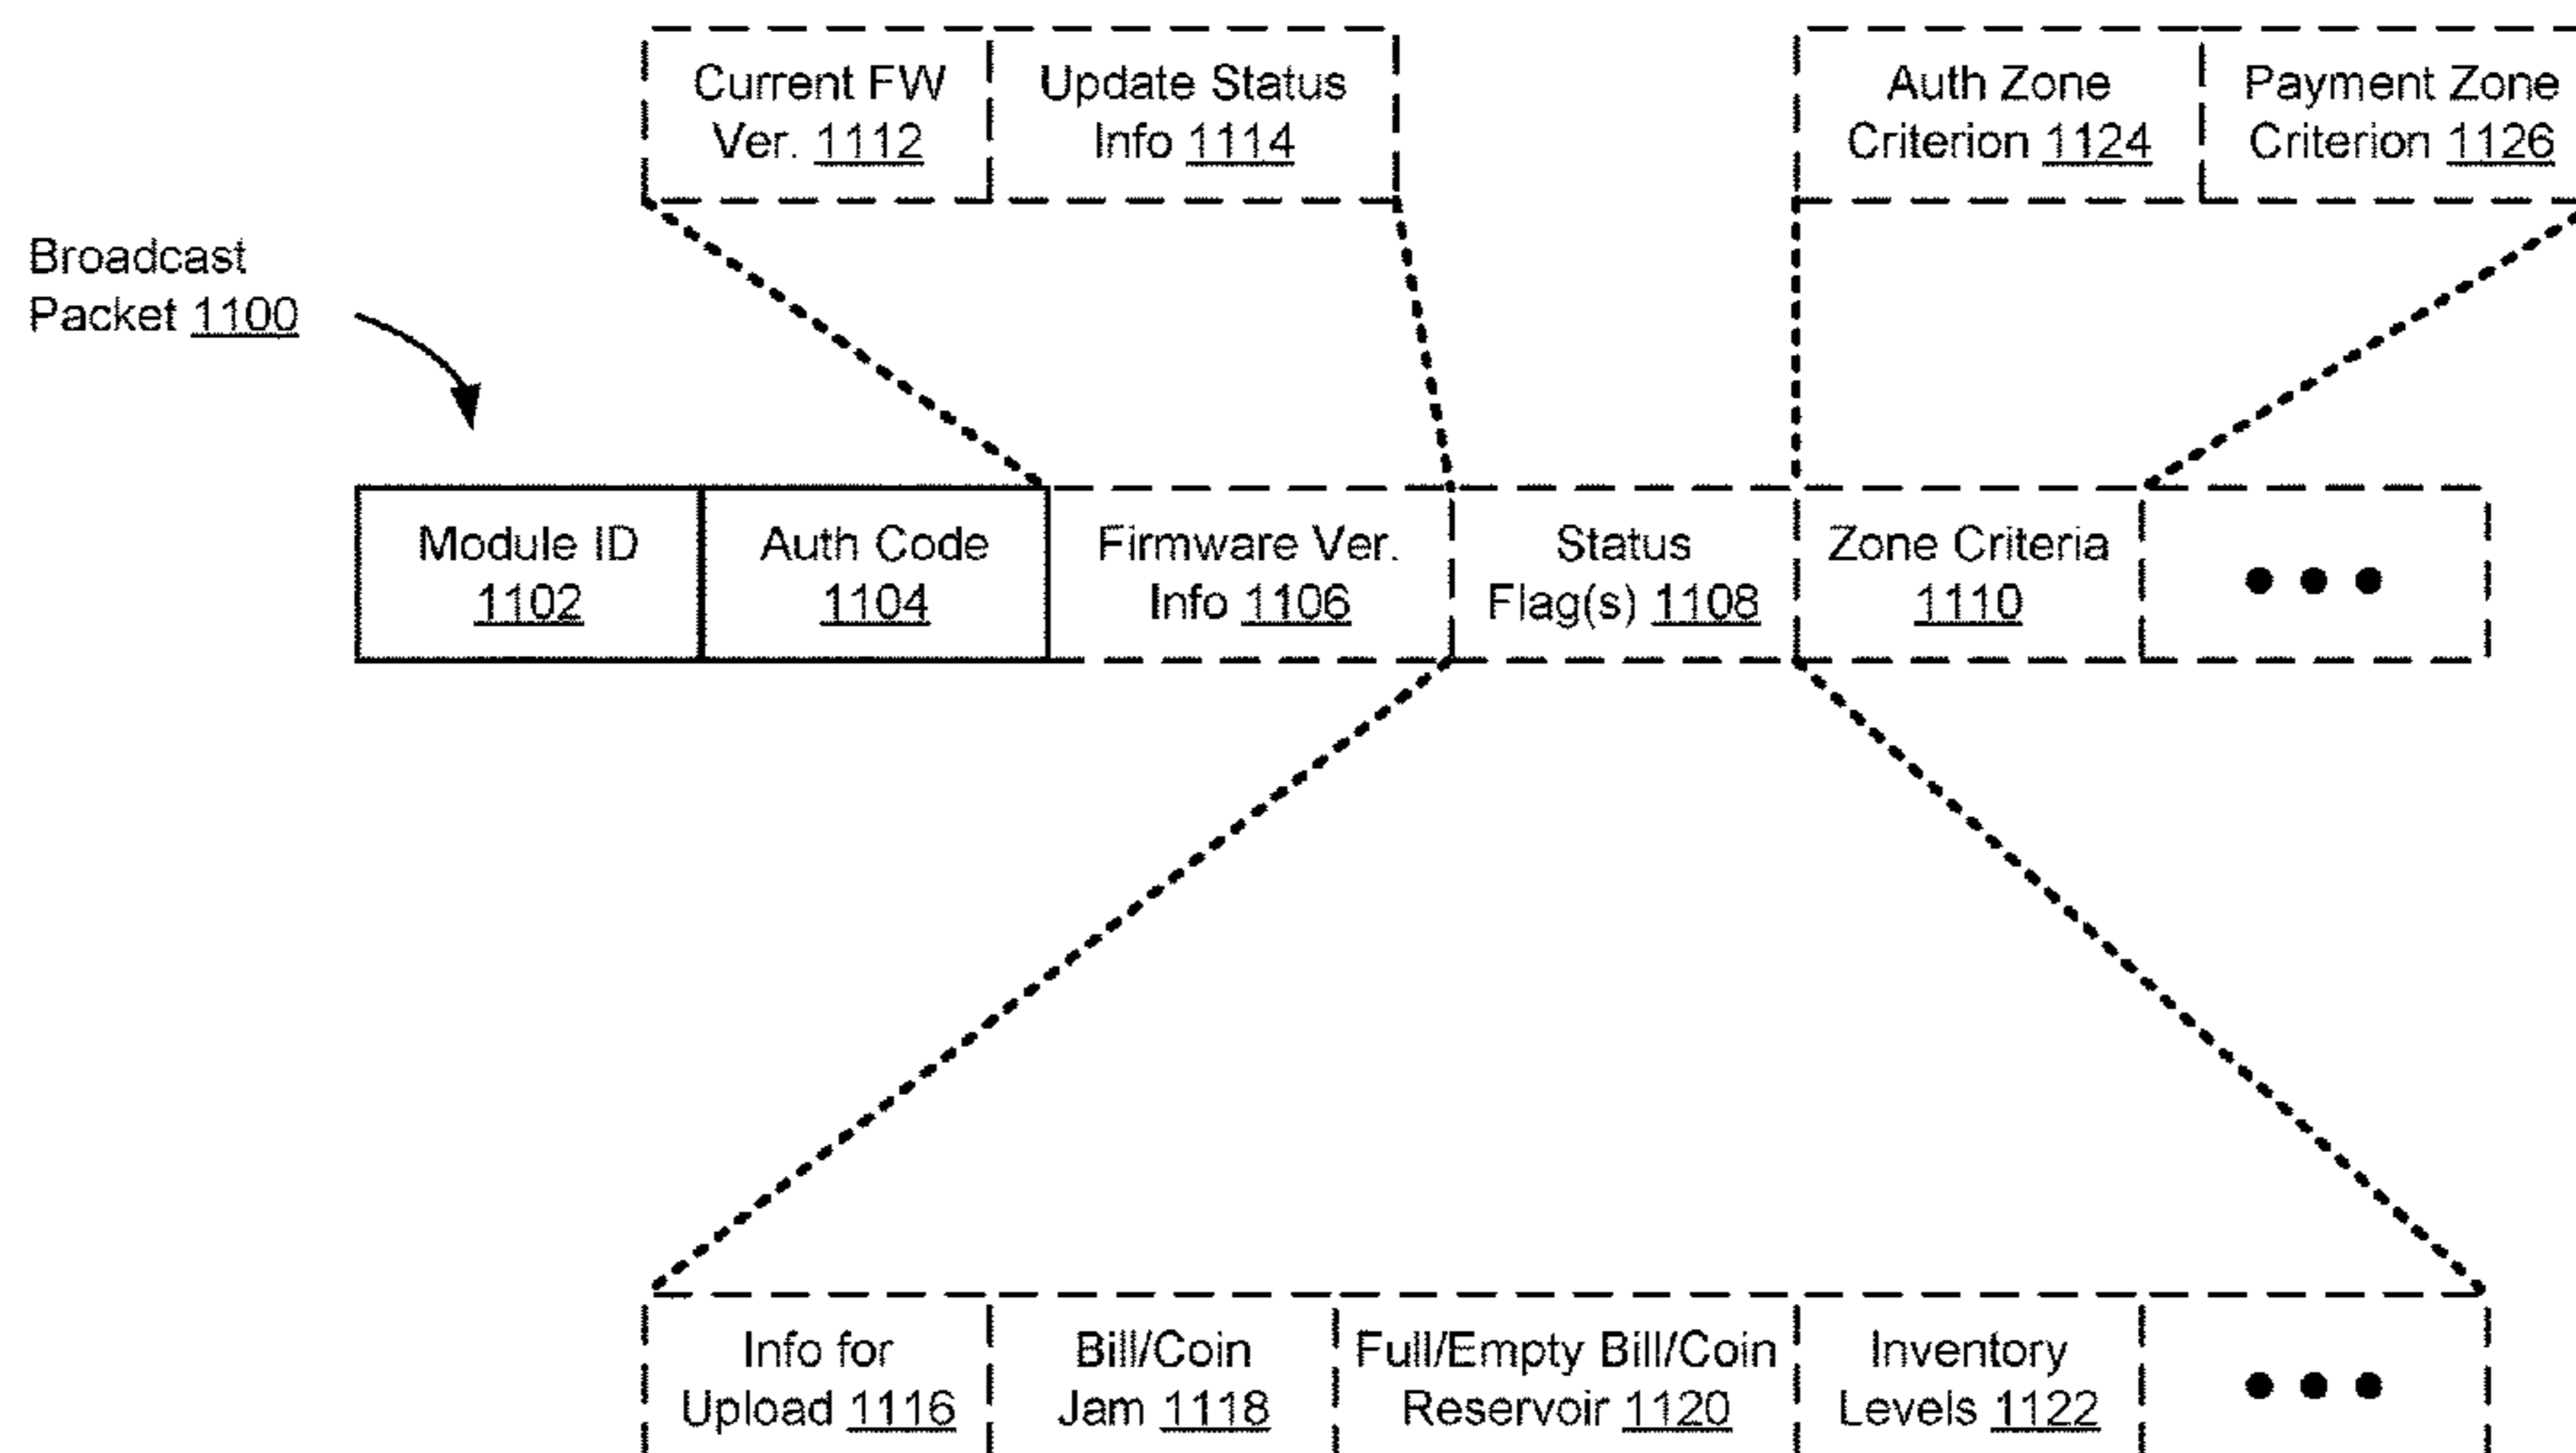 Current FW
Ver. 1112
Update Status
Info 1114
Auth Zone
Criterion 1124
Payment Zone
Criterion 1126
Broadcast
Packet 1100
Module ID
1102
Auth Code
1104
Firmware Ver.
Info 1106
Status
Flag(s) 1108
Zone Criteria
1110
Info for
Upload 1116
Bill/Coin
Jam 1118
Full/Empty Bill/Coin
Reservoir 1120
Inventory
Levels 1122